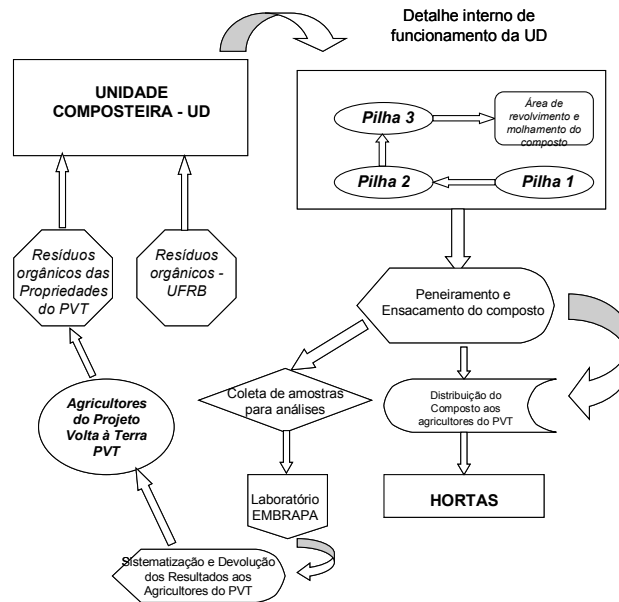 Detalhe interno de
funcionamento da UD
UNIDADE
COMPOSTEIRA - UD
Pilha 3
Área de
revolvimento e
molhamento do
composto
Pilha 2
Pilha 1
Resíduos
orgânicos das
Propriedades
do PVT
Resíduos
orgânicos -
UFRB
Peneiramento e
Ensacamento do composto
Coleta de amostras
para análises
Distribuição do
Composto aos
agricultores do PVT
Agricultores
do Projeto
Volta à Terra
PVT
Laboratório
EMBRAPA
HORTAS
Sistematização e Devolução
dos Resultados aos
Agricultores do PVT